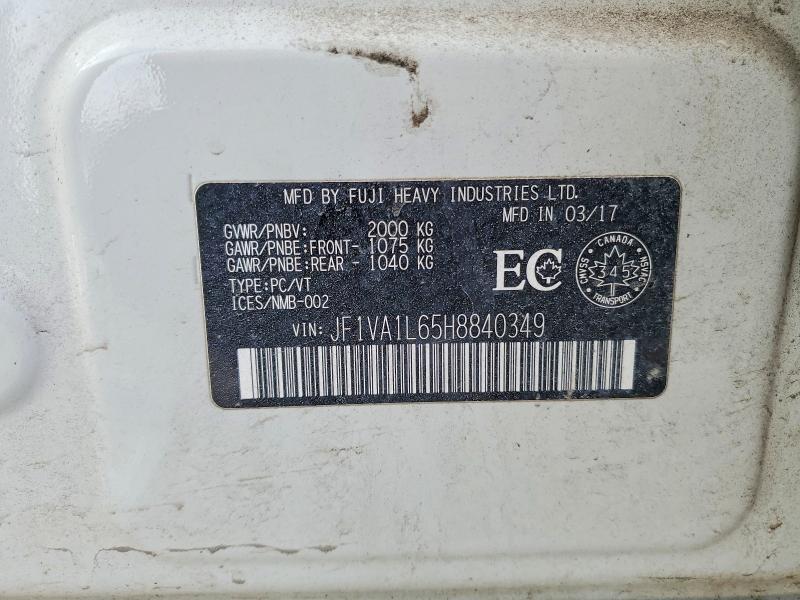 MFD BY FUJI HEAVY INDUSTRIES LTD.
MFD IN 03/17
GVWR/PNBV: 2000 KG
GAWR/PNBE:FRONT- 1075 KG
GAWR/PNBE:REAR - 1040 KG
TYPE:PC/VT
ICES/NMB-002
EC
CANADA
CMVSS 345 NSVAC
TRANSPORT
VIN: JF1VA1L65H8840349